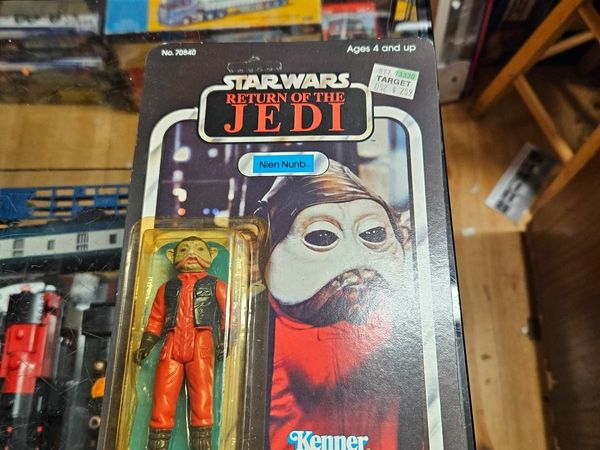 No. 70840
Ages 4 and up
STAR WARS
RETURN OF THE
JEDI
TARGET
Nien Nunb
Kenner